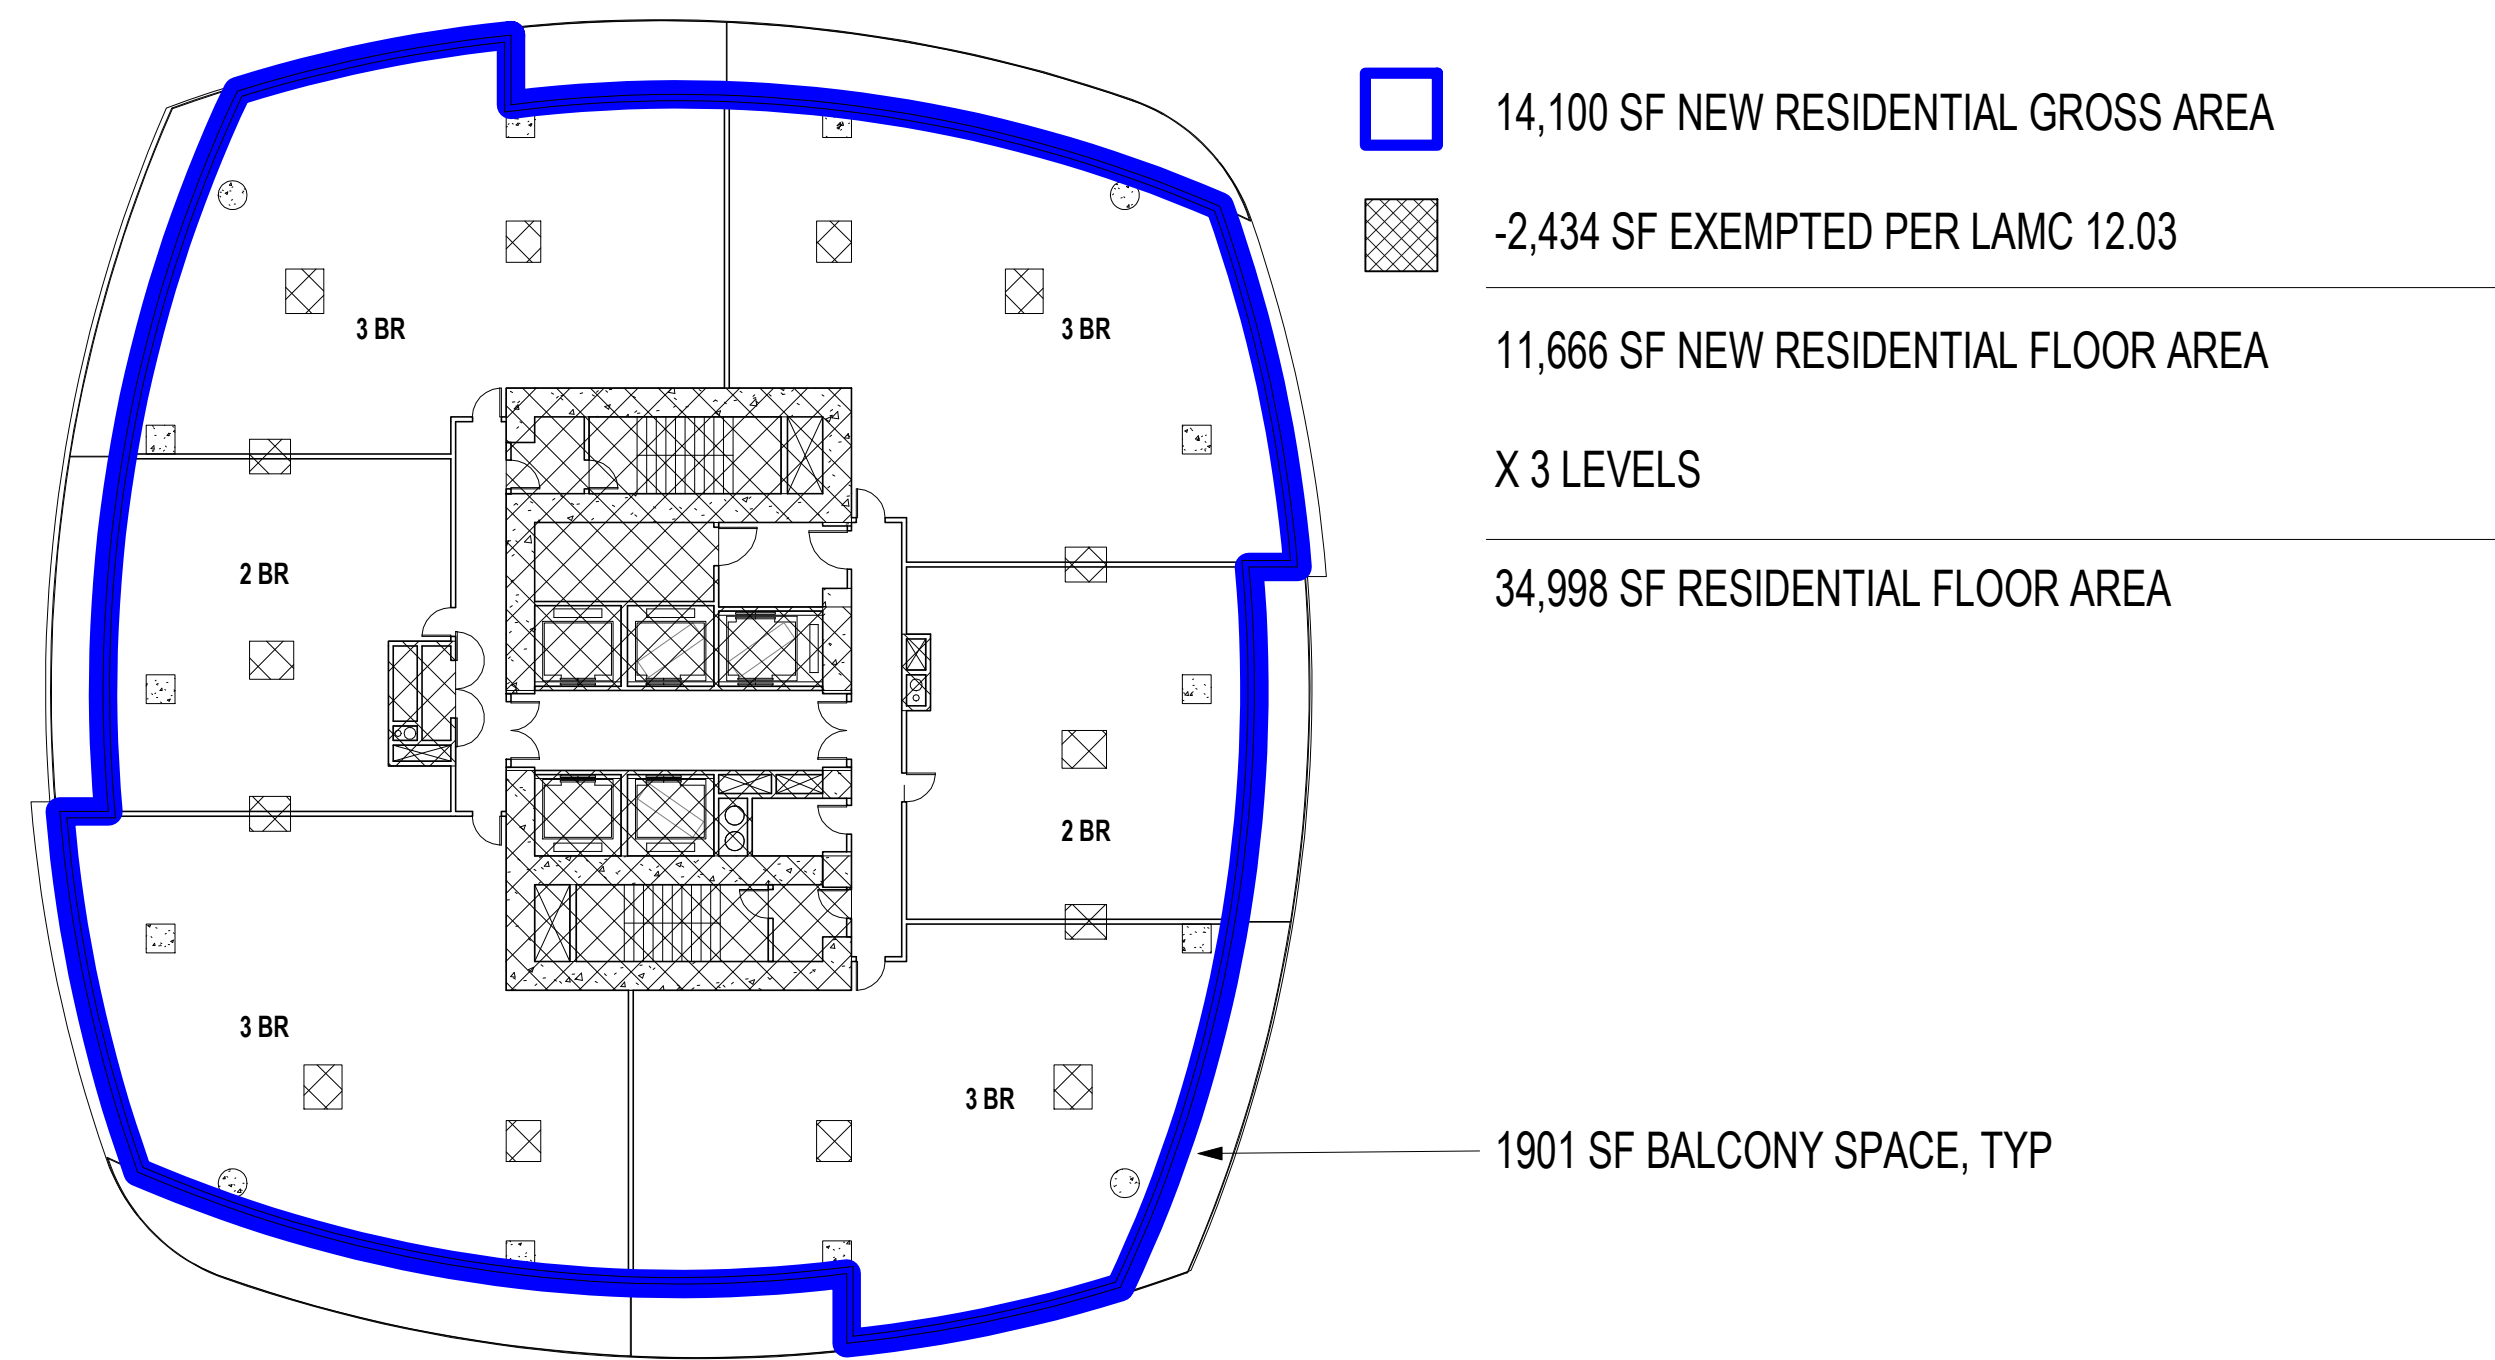 14,100 SF NEW RESIDENTIAL GROSS AREA
-2,434 SF EXEMPTED PER LAMC 12.03
11,666 SF NEW RESIDENTIAL FLOOR AREA
X 3 LEVELS
34,998 SF RESIDENTIAL FLOOR AREA
3 BR
3 BR
2 BR
2 BR
3 BR
3 BR
1901 SF BALCONY SPACE, TYP